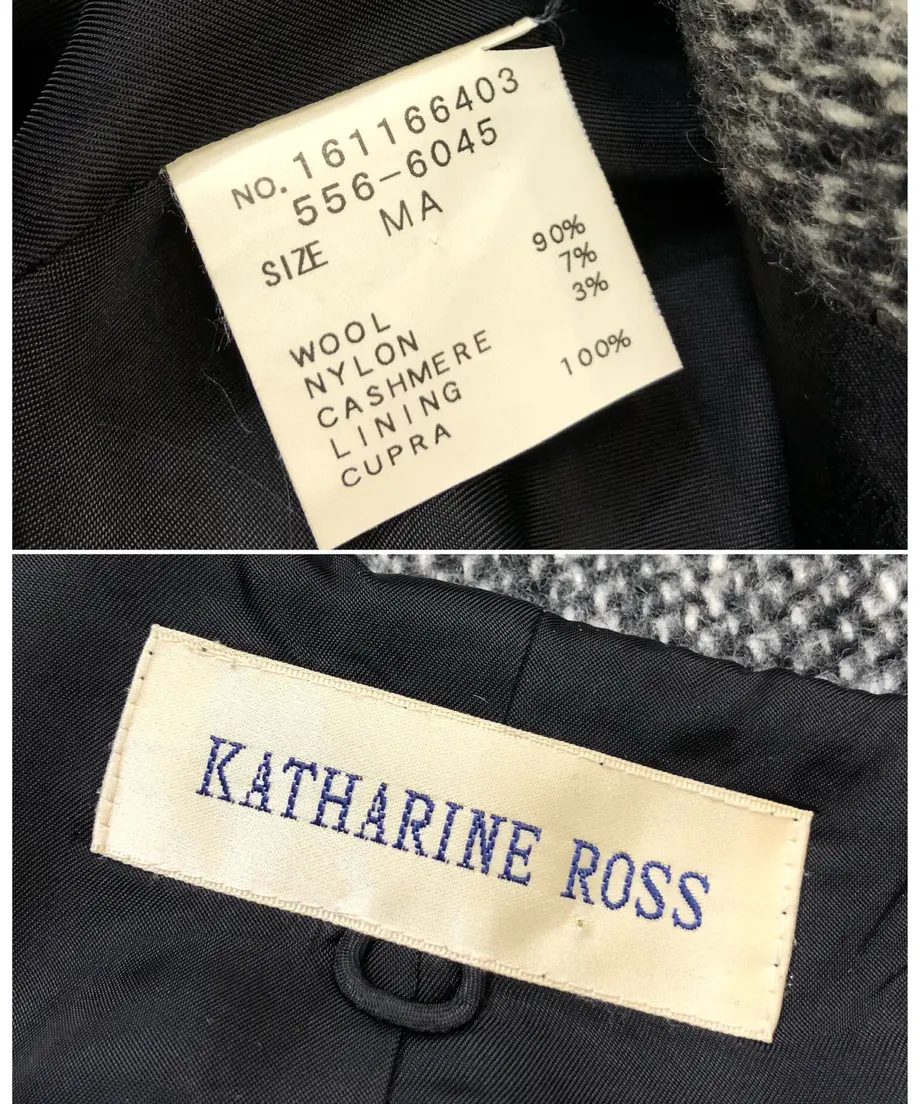 NO. 161166403
556-6045
SIZE MA
WOOL 90%
NYLON 7%
CASHMERE 3%
LINING
CUPRA 100%
KATHARINE ROSS